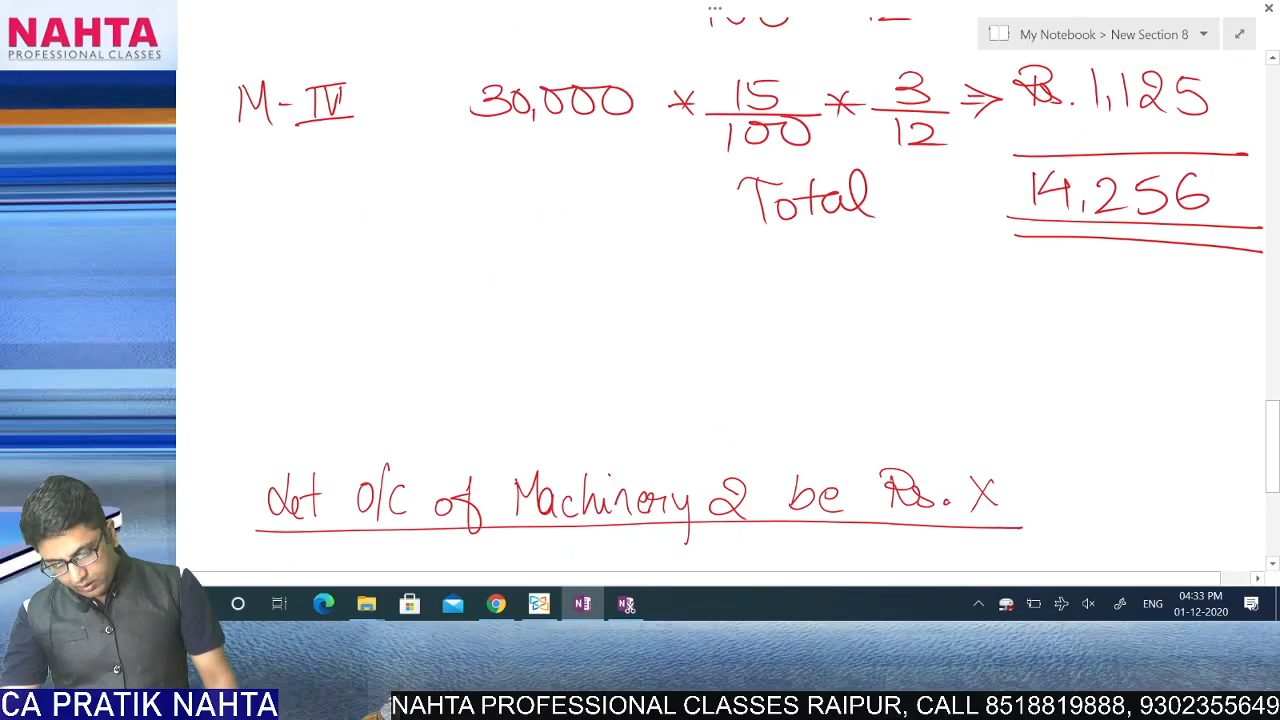 NAHTA
PROFESSIONAL CLASSES
My Notebook > New Section 8
M-IV 30,000 * 15/100 * 3/12 => Rs. 1,125
Total 14,256
Let O/C of Machinery 2 be Rs. X
ENG
04:33 PM
01-12-2020
CA PRATIK NAHTA
NAHTA PROFESSIONAL CLASSES RAIPUR, CALL 8518819888, 9302355649